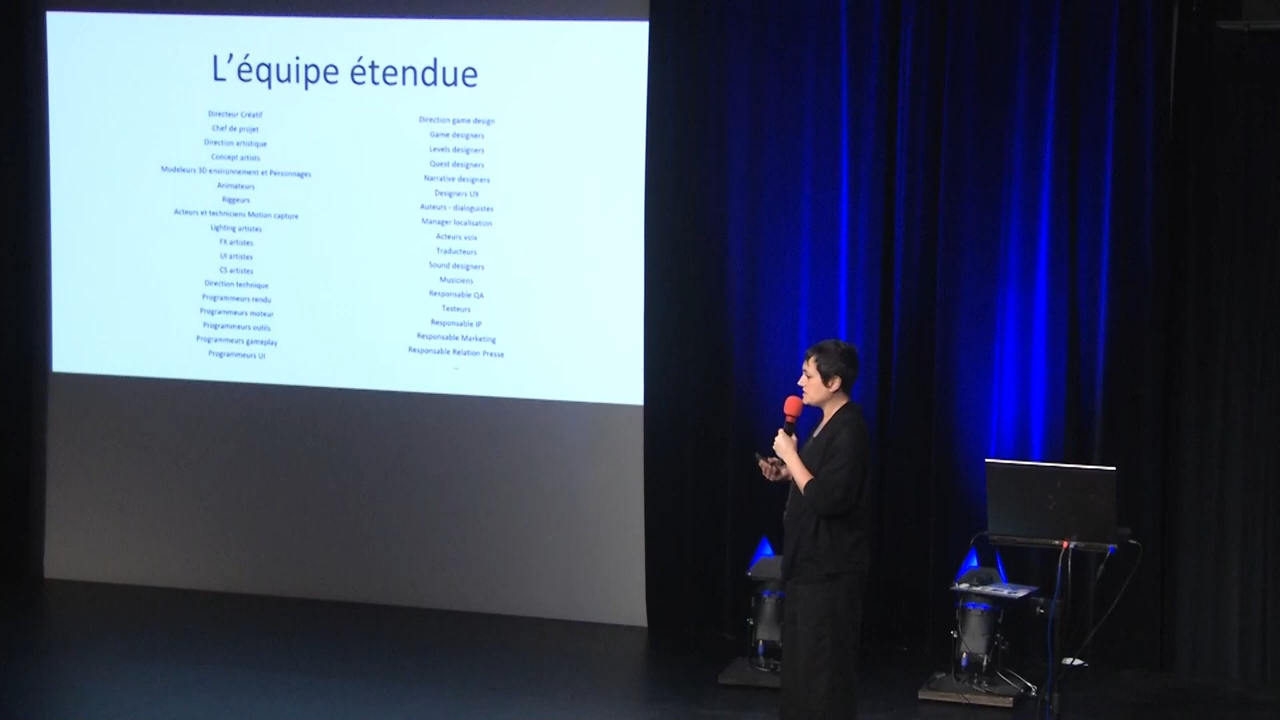 L'équipe étendue
Directeur Créatif
Chef de projet
Direction artistique
Concept artists
Modeleurs 3D environnement et Personnages
Animateurs
Riggeurs
Acteurs et techniciens Motion capture
Lighting artistes
FX artistes
UI artistes
CS artistes
Direction technique
Programmeurs rendu
Programmeurs moteur
Programmeurs outils
Programmeurs gameplay
Programmeurs UI
Direction game design
Game designers
Levels designers
Quest designers
Narrative designers
Designers UX
Auteurs - dialoguistes
Manager localisation
Acteurs voix
Traducteurs
Sound designers
Musiciens
Responsable QA
Testeurs
Responsable IP
Responsable Marketing
Responsable Relation Presse
...